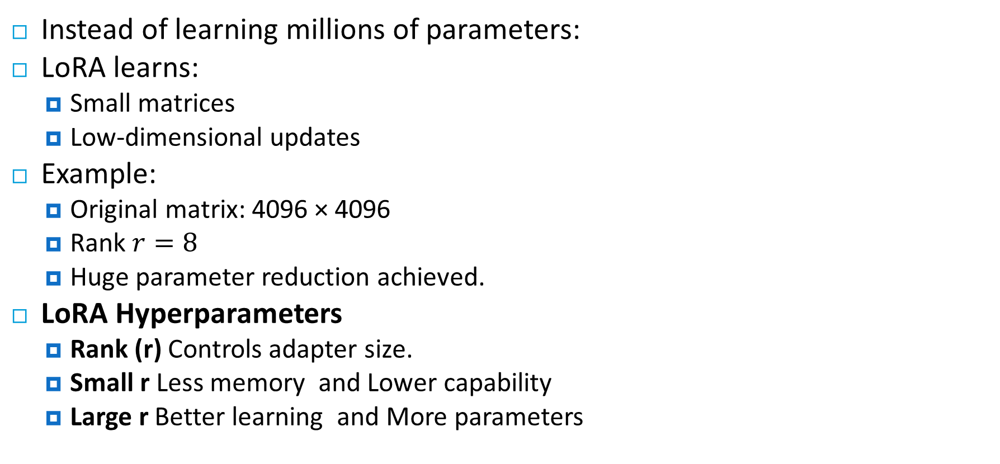 Instead of learning millions of parameters:
LoRA learns:
Small matrices
Low-dimensional updates
Example:
Original matrix: 4096 × 4096
Rank r = 8
Huge parameter reduction achieved.
LoRA Hyperparameters
Rank (r) Controls adapter size.
Small r Less memory  and Lower capability
Large r Better learning  and More parameters